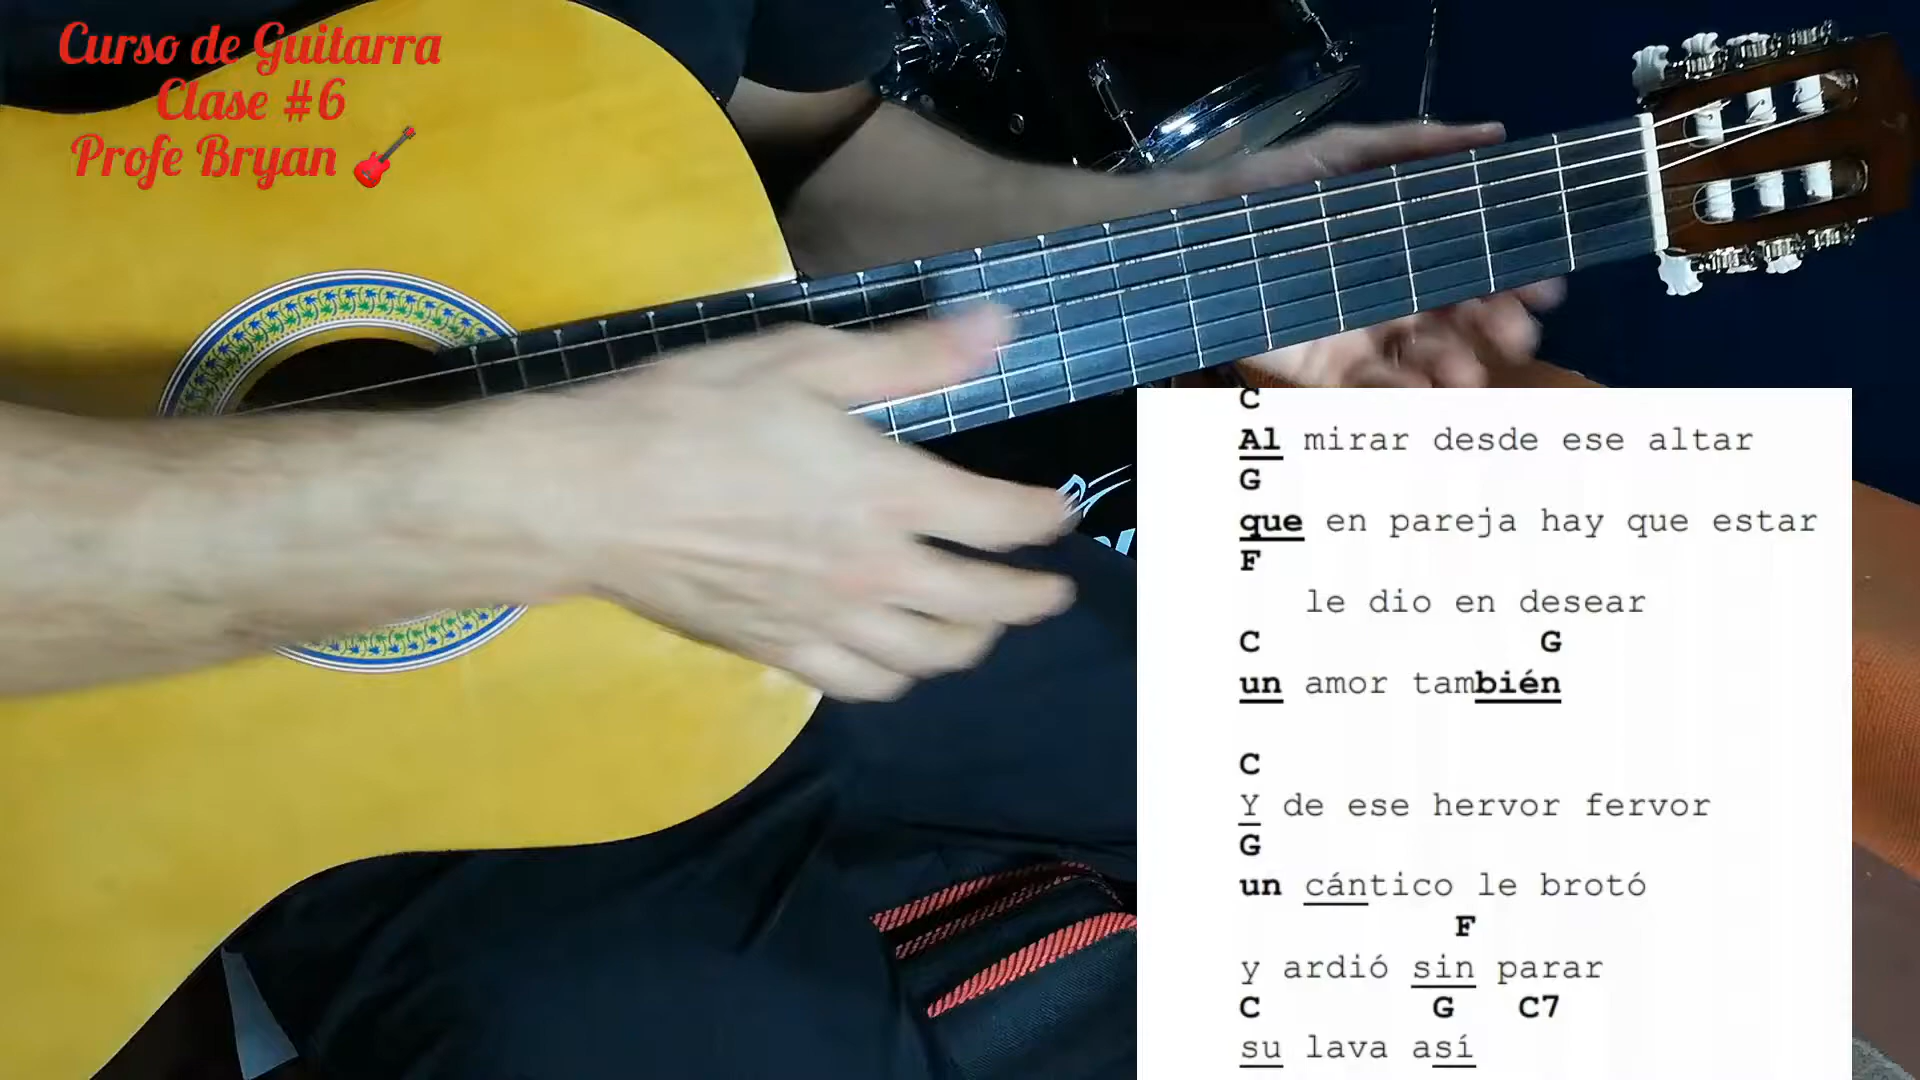 Curso de Guitarra
Clase #6
Profe Bryan
C
Al mirar desde ese altar
G
que en pareja hay que estar
F
le dio en desear
C G
un amor también
C
Y de ese hervor fervor
G
un cántico le brotó
F
y ardió sin parar
C G C7
su lava así